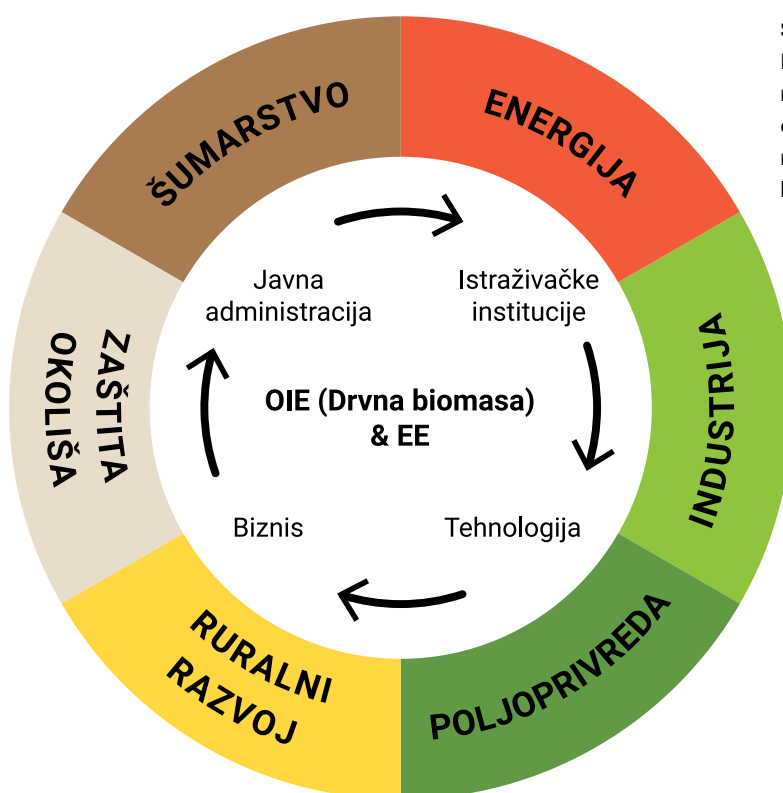 ŠUMARSTVO
ENERGIJA
INDUSTRIJA
POLJOPRIVREDA
RURALNI
RAZVOJ
ZAŠTITA
OKOLIŠA
Javna
administracija
Istraživačke
institucije
OIE (Drvna biomasa)
& EE
Biznis
Tehnologija